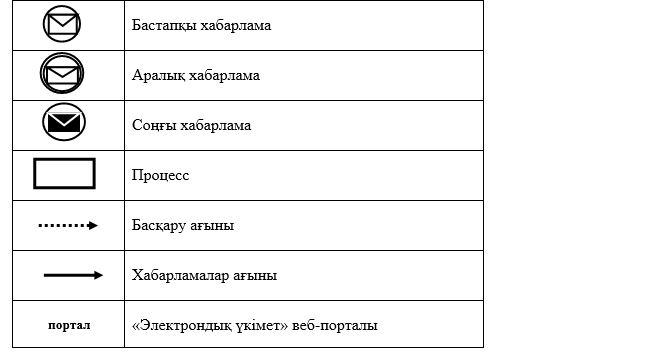 Бастапқы хабарлама
Аралық хабарлама
Соңғы хабарлама
Процесс
Басқару ағыны
Хабарламалар ағыны
портал «Электрондық үкімет» веб-порталы